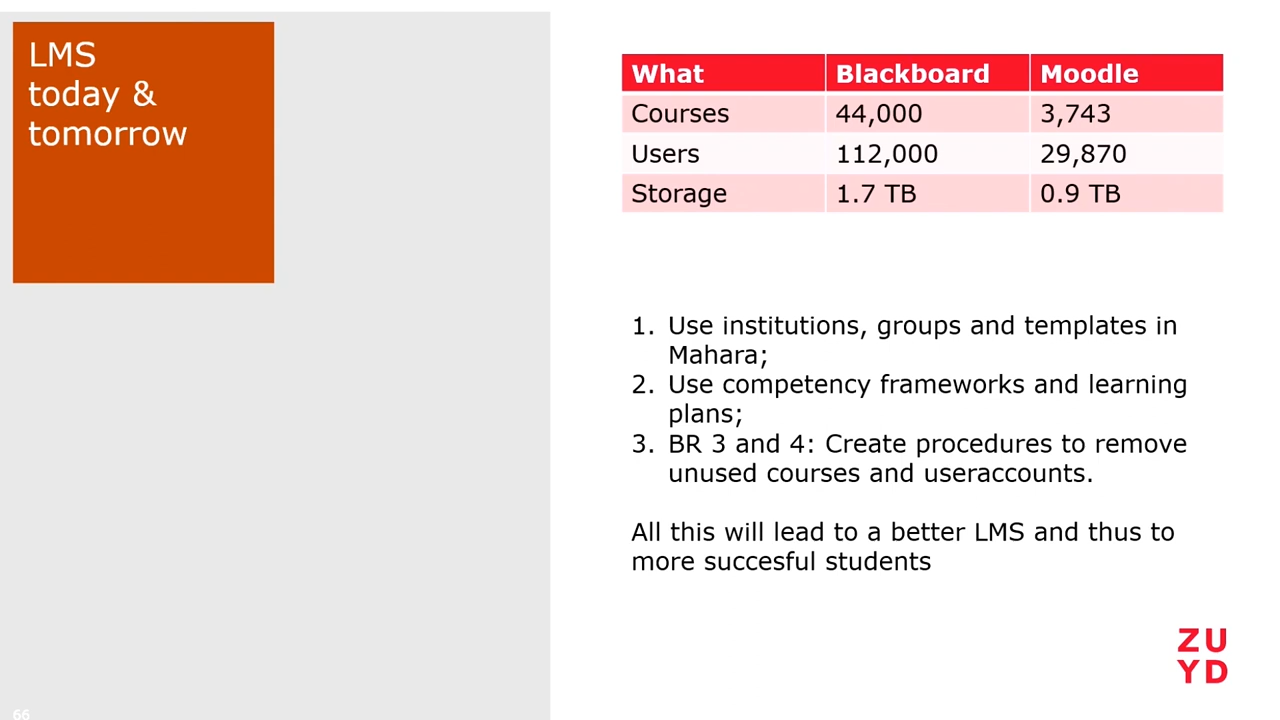 LMS
today &
tomorrow
What Blackboard Moodle
Courses 44,000 3,743
Users 112,000 29,870
Storage 1.7 TB 0.9 TB
1. Use institutions, groups and templates in
Mahara;
2. Use competency frameworks and learning
plans;
3. BR 3 and 4: Create procedures to remove
unused courses and useraccounts.
All this will lead to a better LMS and thus to
more succesful students
ZU
YD
66